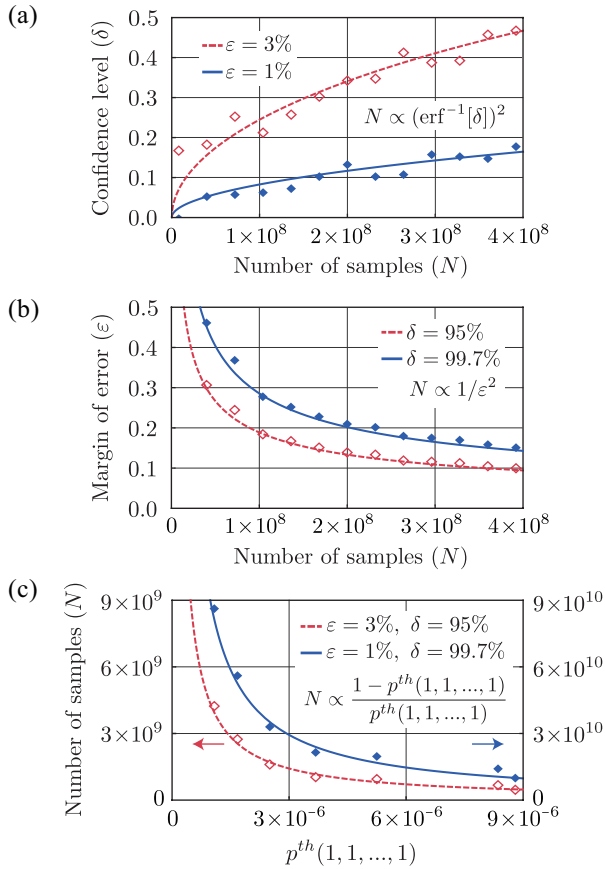 (a)
Confidence level (δ)
0.5
0.4
0.3
0.2
0.1
0.0
ε = 3%
ε = 1%
N ∝ (erf⁻¹[δ])²
0 1×10⁸ 2×10⁸ 3×10⁸ 4×10⁸
Number of samples (N)
(b)
Margin of error (ε)
0.5
0.4
0.3
0.2
0.1
0.0
δ = 95%
δ = 99.7%
N ∝ 1/ε²
0 1×10⁸ 2×10⁸ 3×10⁸ 4×10⁸
Number of samples (N)
(c)
Number of samples (N)
9×10⁹
6×10⁹
3×10⁹
0
ε = 3%, δ = 95%
ε = 1%, δ = 99.7%
N ∝ 1 − pᵗʰ(1, 1, ..., 1) / pᵗʰ(1, 1, ..., 1)
9×10¹⁰
6×10¹⁰
3×10¹⁰
0
0 3×10⁻⁶ 6×10⁻⁶ 9×10⁻⁶
pᵗʰ(1, 1, ..., 1)